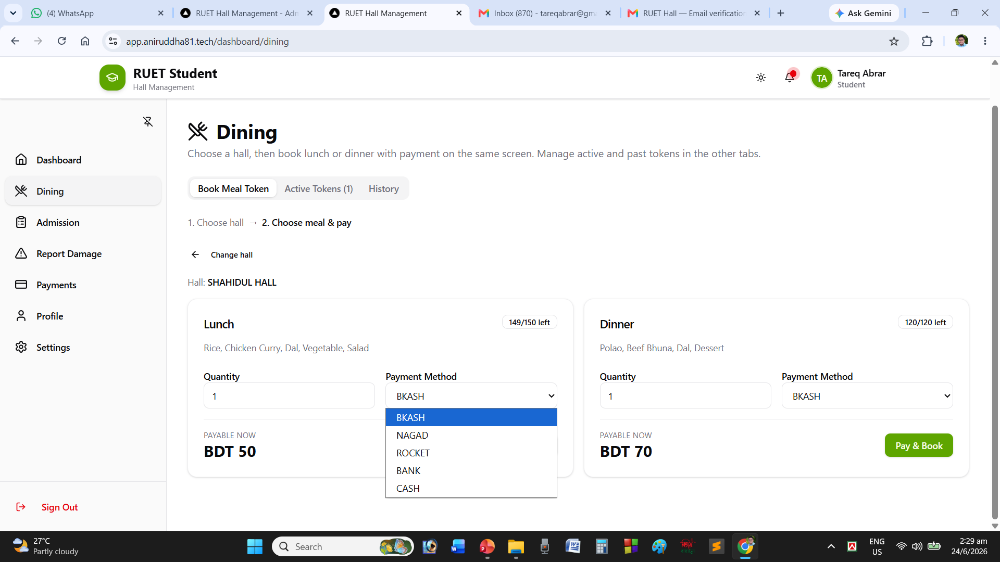 (4) WhatsApp
RUET Hall Management - Adm
RUET Hall Management
Inbox (870) - tareqabrar@gma
RUET Hall — Email verification
Ask Gemini
app.aniruddha81.tech/dashboard/dining
RUET Student
Hall Management
TA
Tareq Abrar
Student
Dashboard
Dining
Admission
Report Damage
Payments
Profile
Settings
Sign Out
Dining
Choose a hall, then book lunch or dinner with payment on the same screen. Manage active and past tokens in the other tabs.
Book Meal Token
Active Tokens (1)
History
1. Choose hall → 2. Choose meal & pay
Change hall
Hall: SHAHIDUL HALL
Lunch
149/150 left
Rice, Chicken Curry, Dal, Vegetable, Salad
Quantity
Payment Method
1
BKASH
BKASH
NAGAD
ROCKET
BANK
CASH
PAYABLE NOW
BDT 50
Dinner
120/120 left
Polao, Beef Bhuna, Dal, Dessert
Quantity
Payment Method
1
BKASH
PAYABLE NOW
BDT 70
Pay & Book
27°C
Partly cloudy
Search
ENG
US
2:29 am
24/6/2026